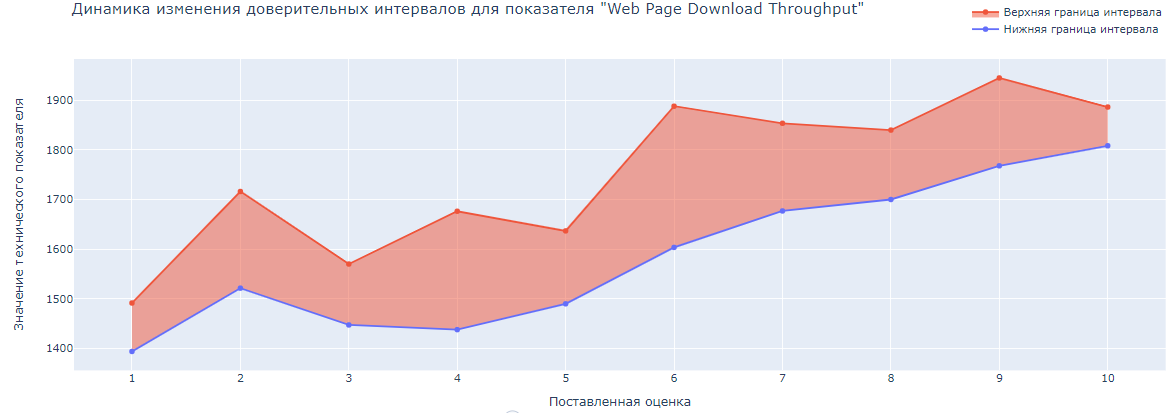 Динамика изменения доверительных интервалов для показателя "Web Page Download Throughput"
Верхняя граница интервала
Нижняя граница интервала
Значение технического показателя
1900
1800
1700
1600
1500
1400
1 2 3 4 5 6 7 8 9 10
Поставленная оценка